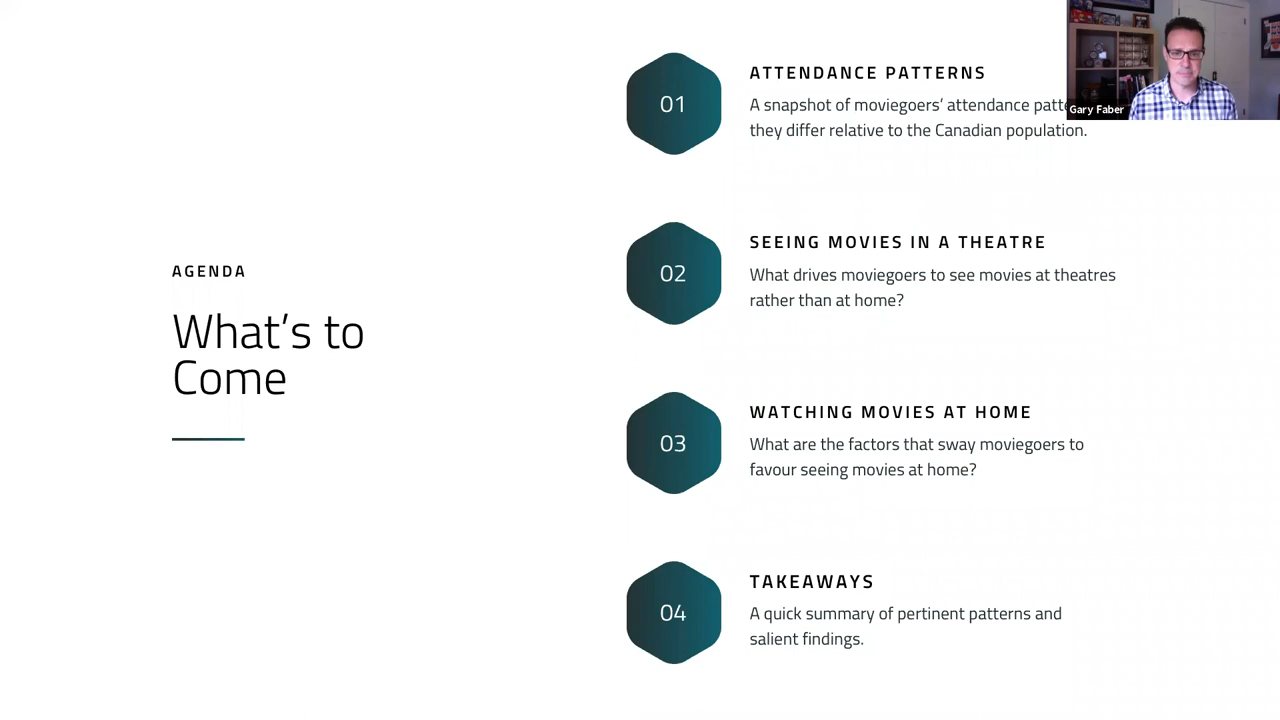 AGENDA
What's to
Come
01
ATTENDANCE PATTERNS
A snapshot of moviegoers' attendance
they differ relative to the Canadian population.
02
SEEING MOVIES IN A THEATRE
What drives moviegoers to see movies at theatres
rather than at home?
03
WATCHING MOVIES AT HOME
What are the factors that sway moviegoers to
favour seeing movies at home?
04
TAKEAWAYS
A quick summary of pertinent patterns and
salient findings.
Gary Faber